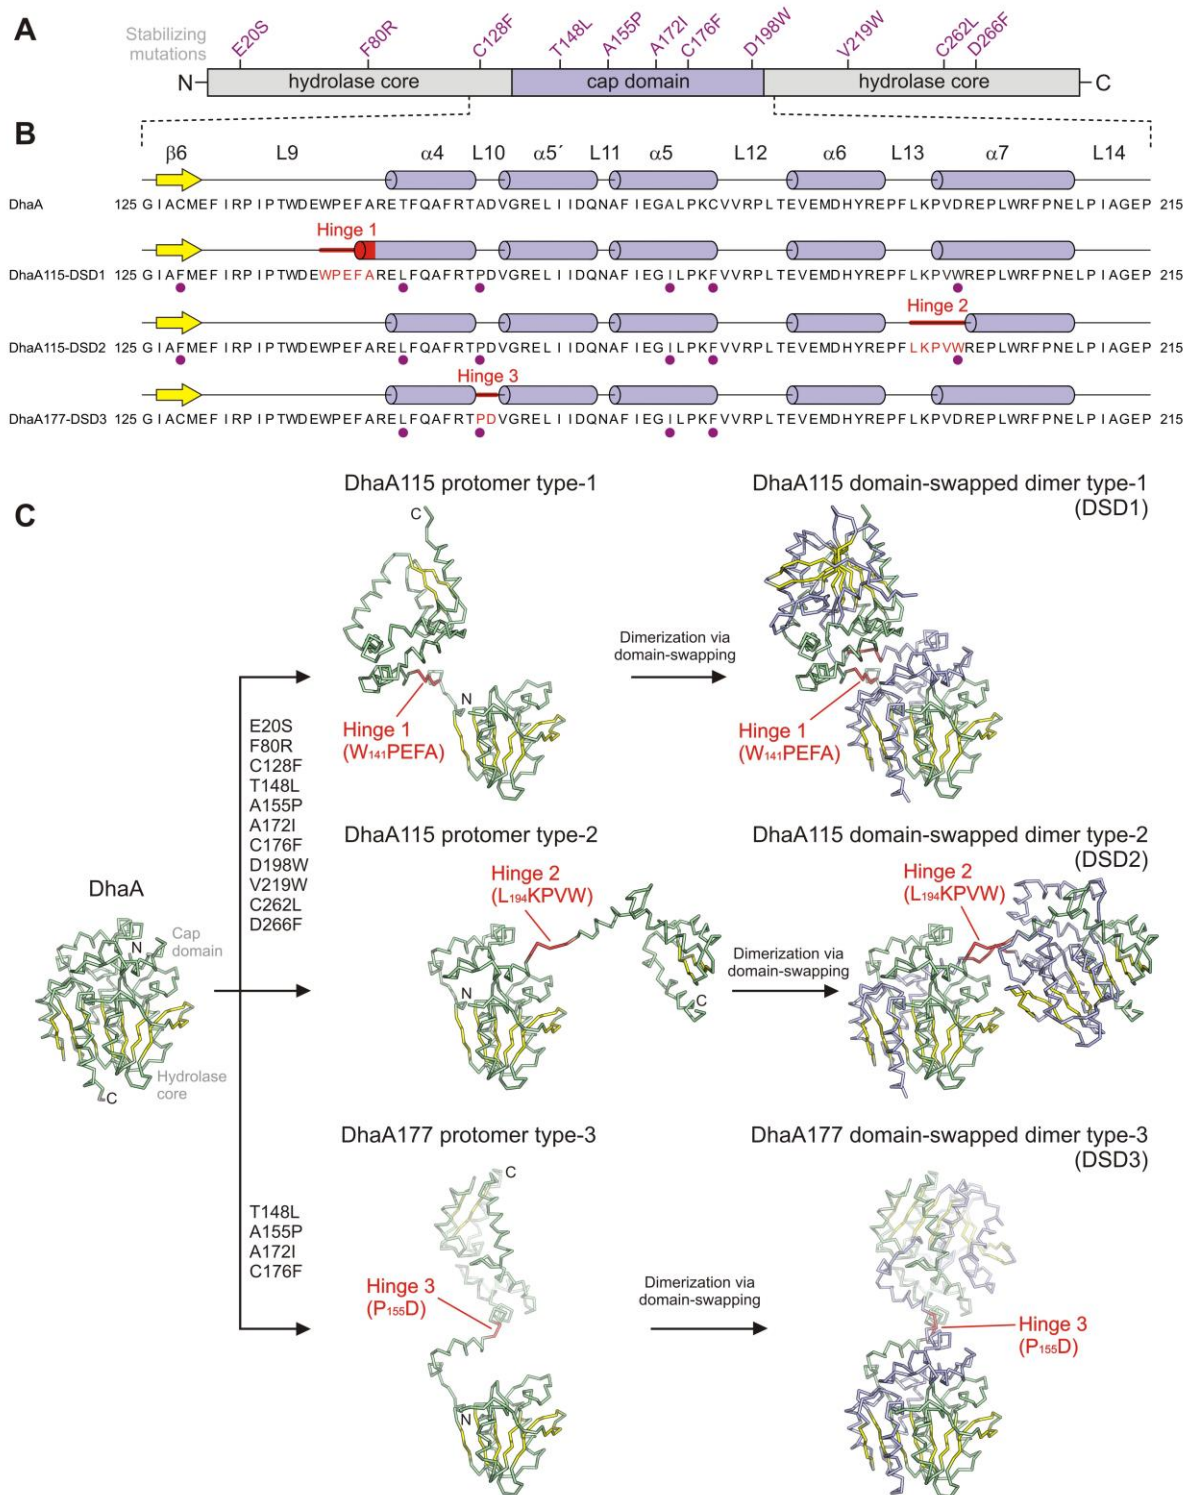 A
Stabilizing
mutations
E20S
F80R
C128F
T148L
A155P
A172I
C176F
D198W
V219W
C262L
D266F
N
hydrolase core
cap domain
hydrolase core
C
B
β6 L9 α4 L10 α5´ L11 α5 L12 α6 L13 α7 L14
DhaA 125 GIACMEFIRPIPTWDEWPEFARETFQAFRTADVGRELIIDQNAFIEGALPKCVVRPLTEVEMDHYREPFLKPVDREPLWRFPNELPIAGEP 215
Hinge 1
DhaA115-DSD1 125 GIAFMEFIRPIPTWDEWPEFARELFQAFRTPDVGRELIIDQNAFIEGILPKFVVRPLTEVEMDHYREPFLKPVWREPLWRFPNELPIAGEP 215
Hinge 2
DhaA115-DSD2 125 GIAFMEFIRPIPTWDEWPEFARELFQAFRTPDVGRELIIDQNAFIEGILPKFVVRPLTEVEMDHYREPFLKPVWREPLWRFPNELPIAGEP 215
Hinge 3
DhaA177-DSD3 125 GIACMEFIRPIPTWDEWPEFARELFQAFRTPDVGRELIIDQNAFIEGILPKFVVRPLTEVEMDHYREPFLKPVDREPLWRFPNELPIAGEP 215
C
DhaA115 protomer type-1
C
N
Hinge 1
(W141PEFA)
Dimerization via
domain-swapping
DhaA115 domain-swapped dimer type-1
(DSD1)
Hinge 1
(W141PEFA)
E20S
F80R
C128F
T148L
A155P
A172I
C176F
D198W
V219W
C262L
D266F
DhaA
Cap
domain
N
Hydrolase
core
C
DhaA115 protomer type-2
Hinge 2
(L194KPVW)
N
C
Dimerization via
domain-swapping
DhaA115 domain-swapped dimer type-2
(DSD2)
Hinge 2
(L194KPVW)
T148L
A155P
A172I
C176F
DhaA177 protomer type-3
C
Hinge 3
(P155D)
N
Dimerization via
domain-swapping
DhaA177 domain-swapped dimer type-3
(DSD3)
Hinge 3
(P155D)